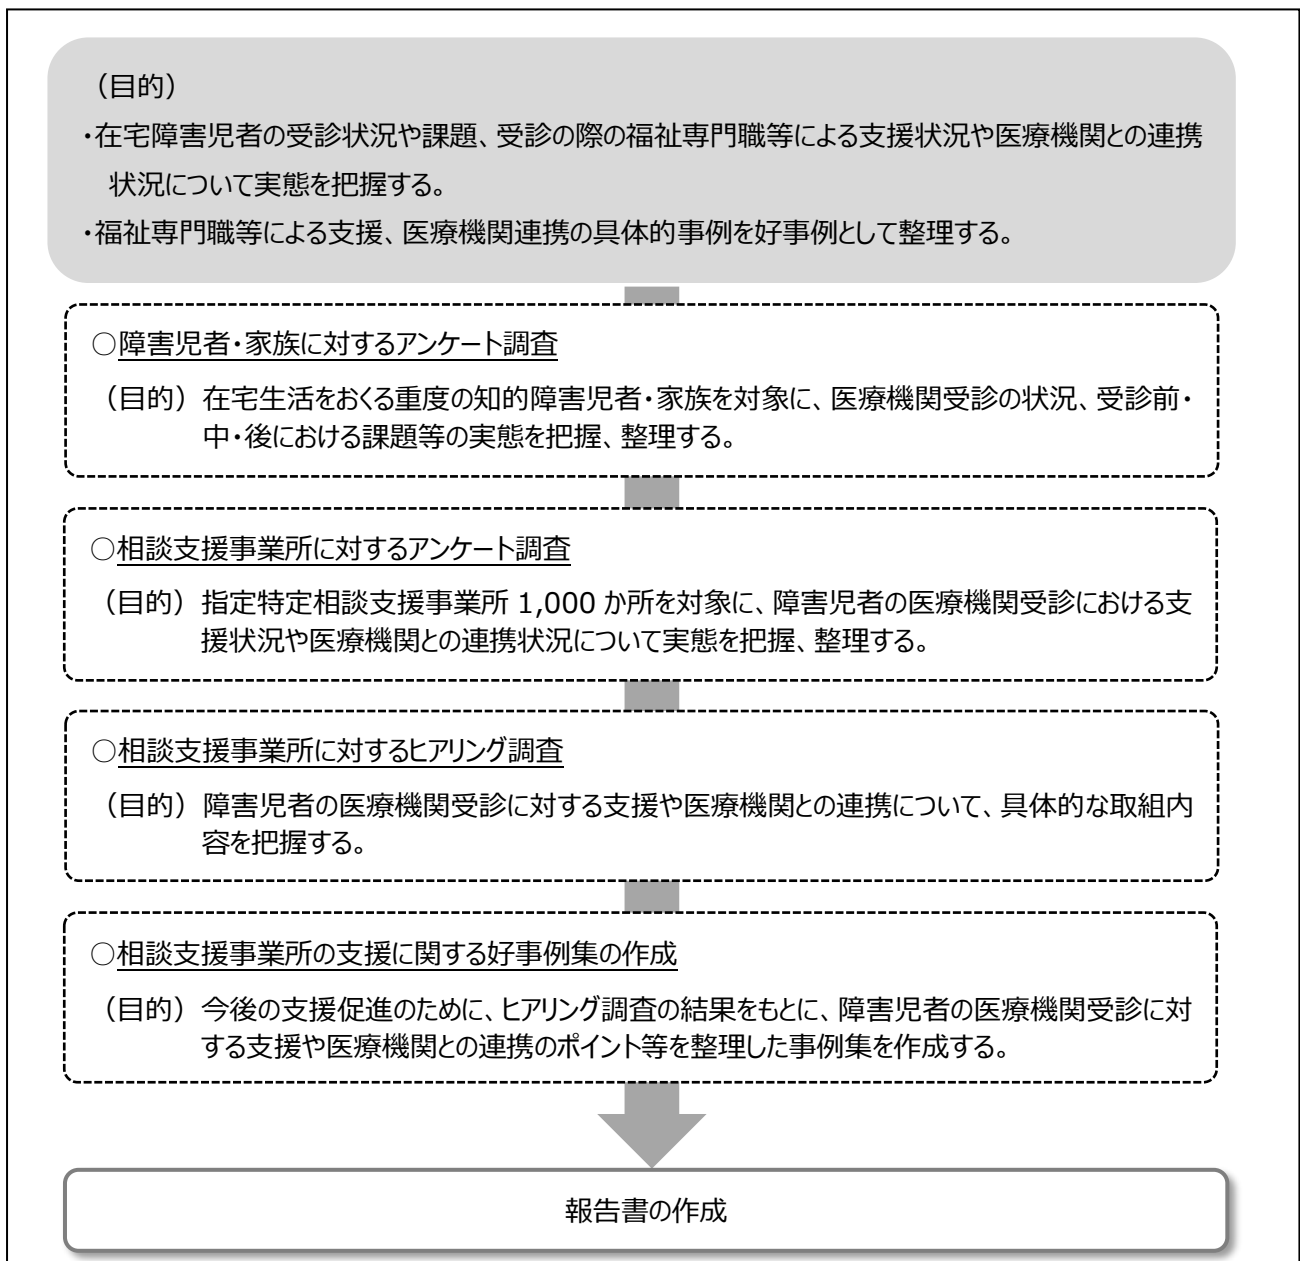 （目的）
・在宅障害児者の受診状況や課題、受診の際の福祉専門職等による支援状況や医療機関との連携
状況について実態を把握する。
・福祉専門職等による支援、医療機関連携の具体的事例を好事例として整理する。
○障害児者・家族に対するアンケート調査
（目的）在宅生活をおくる重度の知的障害児者・家族を対象に、医療機関受診の状況、受診前・
中・後における課題等の実態を把握、整理する。
○相談支援事業所に対するアンケート調査
（目的）指定特定相談支援事業所 1,000 か所を対象に、障害児者の医療機関受診における支
援状況や医療機関との連携状況について実態を把握、整理する。
○相談支援事業所に対するヒアリング調査
（目的）障害児者の医療機関受診に対する支援や医療機関との連携について、具体的な取組内
容を把握する。
○相談支援事業所の支援に関する好事例集の作成
（目的）今後の支援促進のために、ヒアリング調査の結果をもとに、障害児者の医療機関受診に対
する支援や医療機関との連携のポイント等を整理した事例集を作成する。
報告書の作成